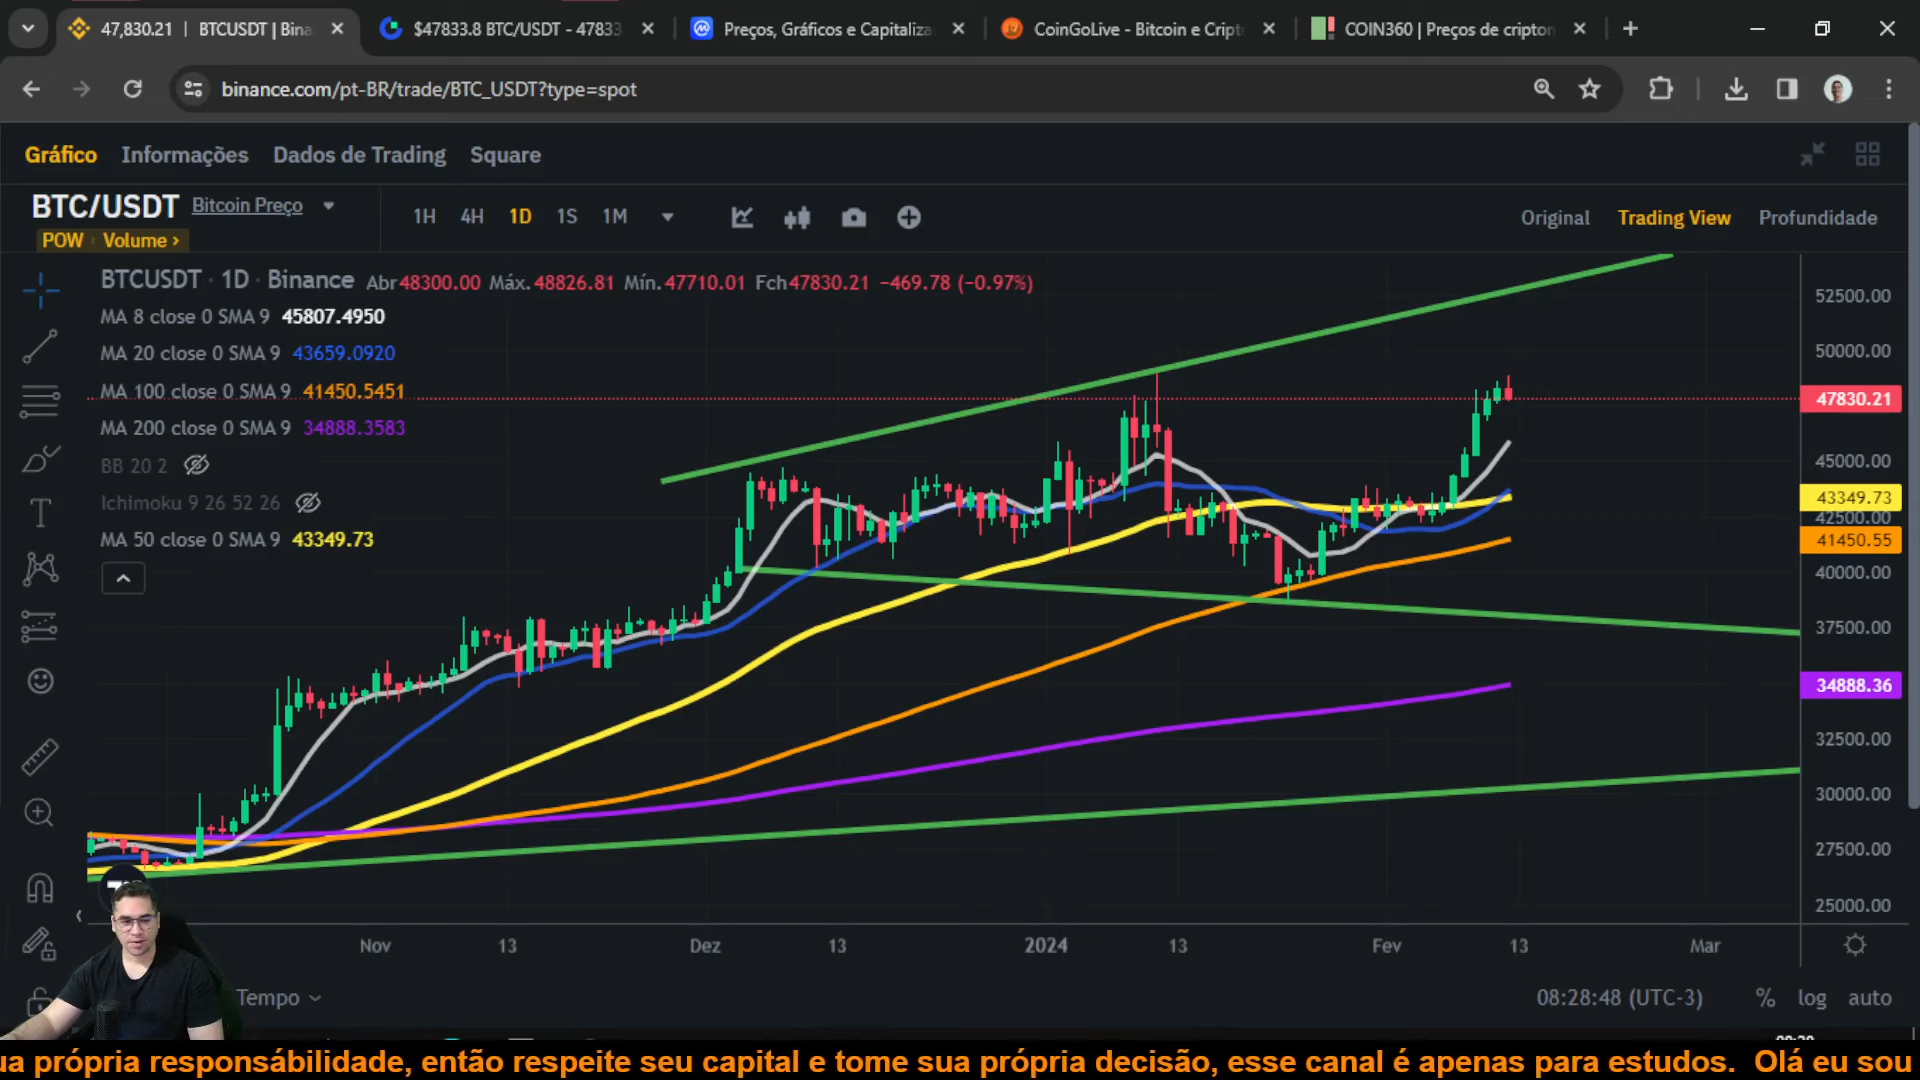 47,830.21 | BTCUSDT | Bina
$47833.8 BTC/USDT - 47833
Preços, Gráficos e Capitaliza
CoinGoLive - Bitcoin e Cript
COIN360 | Preços de cripton
binance.com/pt-BR/trade/BTC_USDT?type=spot
Gráfico Informações Dados de Trading Square
BTC/USDT Bitcoin Preço
POW Volume >
1H 4H 1D 1S 1M
Original Trading View Profundidade
BTCUSDT · 1D · Binance Abr48300.00 Máx.48826.81 Mín.47710.01 Fch47830.21 −469.78 (−0.97%)
MA 8 close 0 SMA 9 45807.4950
MA 20 close 0 SMA 9 43659.0920
MA 100 close 0 SMA 9 41450.5451
MA 200 close 0 SMA 9 34888.3583
BB 20 2
Ichimoku 9 26 52 26
MA 50 close 0 SMA 9 43349.73
52500.00
50000.00
47830.21
45000.00
43349.73
42500.00
41450.55
40000.00
37500.00
34888.36
32500.00
30000.00
27500.00
25000.00
Nov 13 Dez 13 2024 13 Fev 13 Mar
Tempo
08:28:48 (UTC-3) % log auto
ua própria responsábilidade, então respeite seu capital e tome sua própria decisão, esse canal é apenas para estudos. Olá eu sou